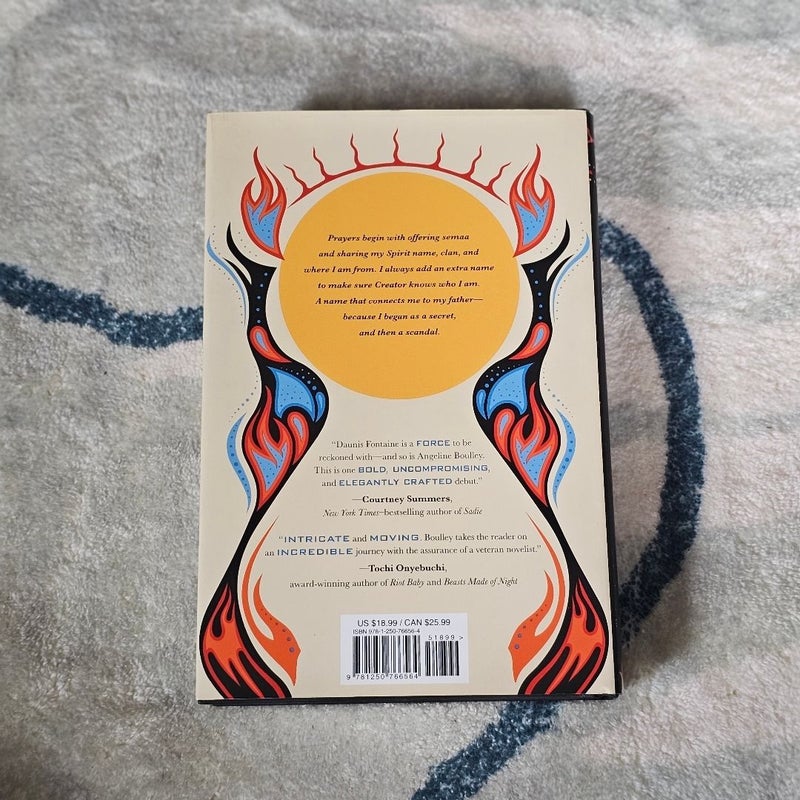 Prayers begin with offering semaa
and sharing my Spirit name, clan, and
where I am from. I always add an extra name
to make sure Creator knows who I am.
A name that connects me to my father—
because I began as a secret,
and then a scandal.
“Daunis Fontaine is a FORCE to be
reckoned with—and so is Angeline Boulley.
This is one BOLD, UNCOMPROMISING,
and ELEGANTLY CRAFTED debut.”
—Courtney Summers,
New York Times–bestselling author of Sadie
“INTRICATE and MOVING. Boulley takes the reader on
an INCREDIBLE journey with the assurance of a veteran novelist.”
—Tochi Onyebuchi,
award-winning author of Riot Baby and Beasts Made of Night
US $18.99 / CAN $25.99
ISBN 978-1-250-76656-4
51899>
9 781250 766564